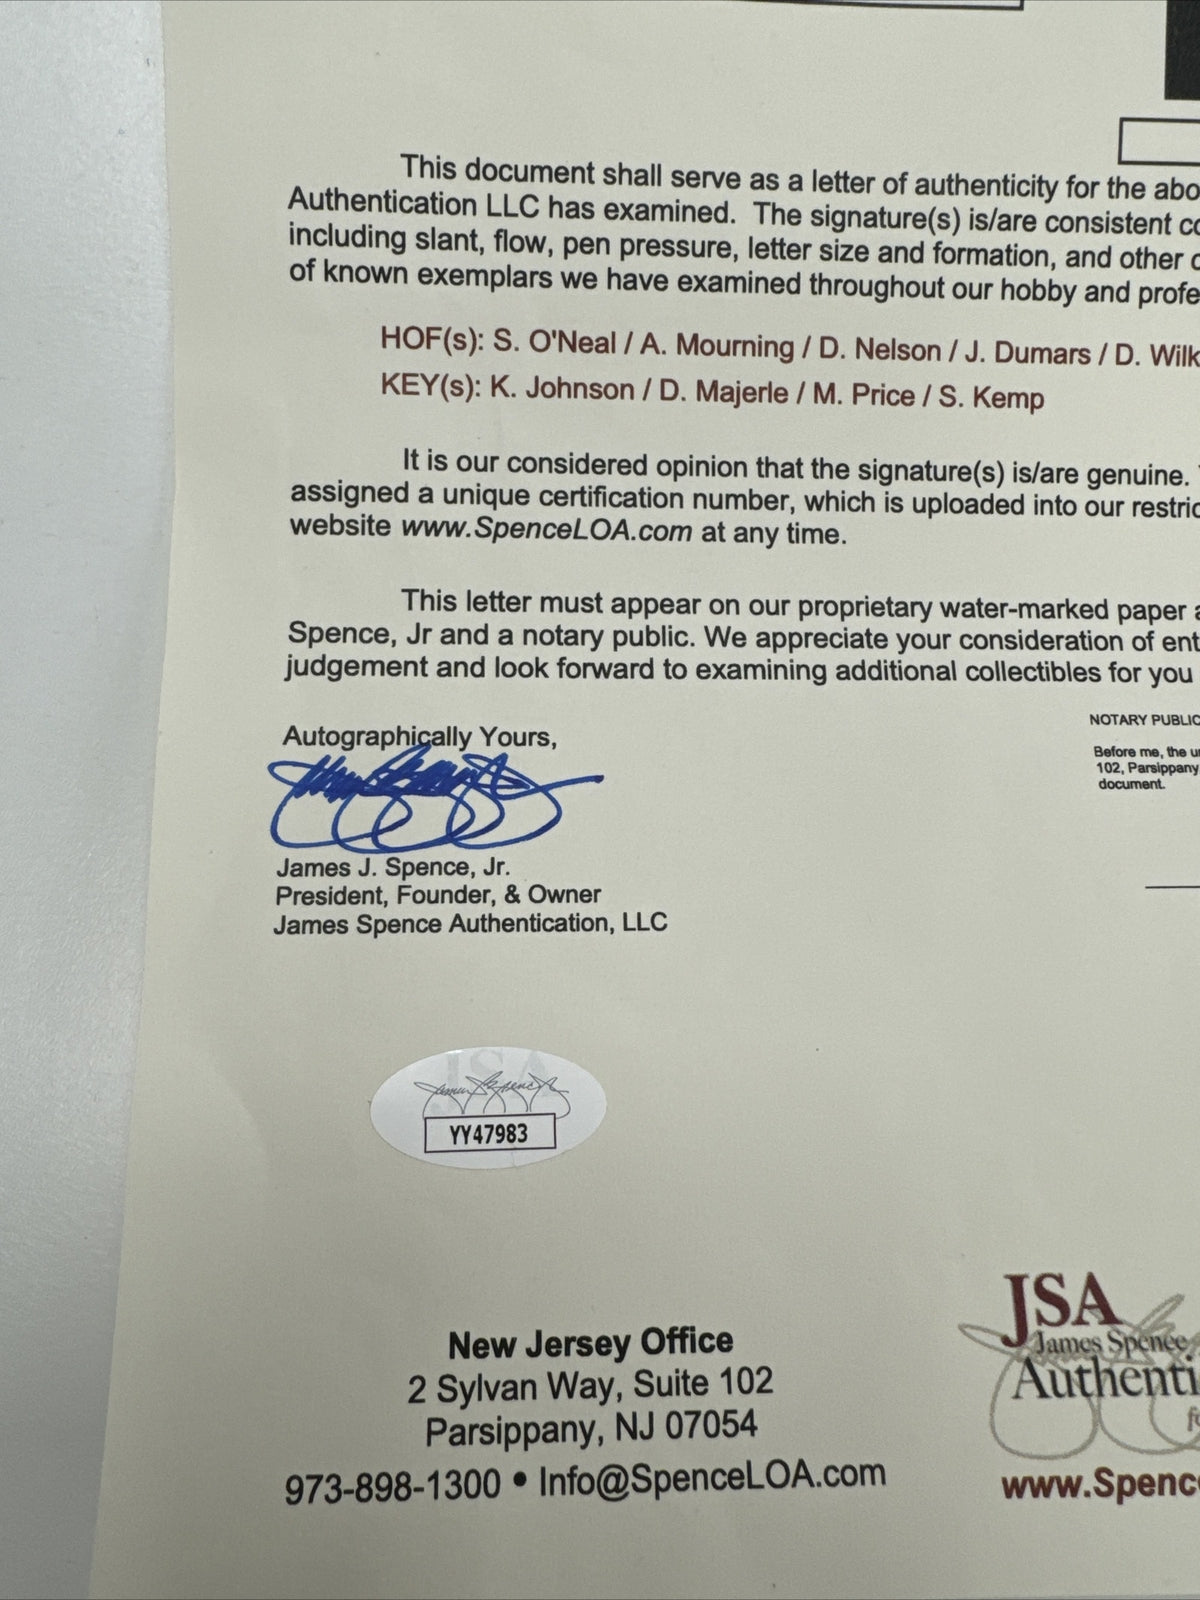 This document shall serve as a letter of authenticity for the abo
Authentication LLC has examined. The signature(s) is/are consistent co
including slant, flow, pen pressure, letter size and formation, and other c
of known exemplars we have examined throughout our hobby and profe
HOF(s): S. O'Neal / A. Mourning / D. Nelson / J. Dumars / D. Wilk
KEY(s): K. Johnson / D. Majerle / M. Price / S. Kemp
It is our considered opinion that the signature(s) is/are genuine.
assigned a unique certification number, which is uploaded into our restric
website www.SpenceLOA.com at any time.
This letter must appear on our proprietary water-marked paper a
Spence, Jr and a notary public. We appreciate your consideration of ent
judgement and look forward to examining additional collectibles for you
Autographically Yours,
NOTARY PUBLIC
Before me, the u
102, Parsippany
document.
James J. Spence, Jr.
President, Founder, & Owner
James Spence Authentication, LLC
JSA
James Spence Jr
YY47983
New Jersey Office
2 Sylvan Way, Suite 102
Parsippany, NJ 07054
973-898-1300 • Info@SpenceLOA.com
JSA
James Spence
Authenti
fo
www.Spenc